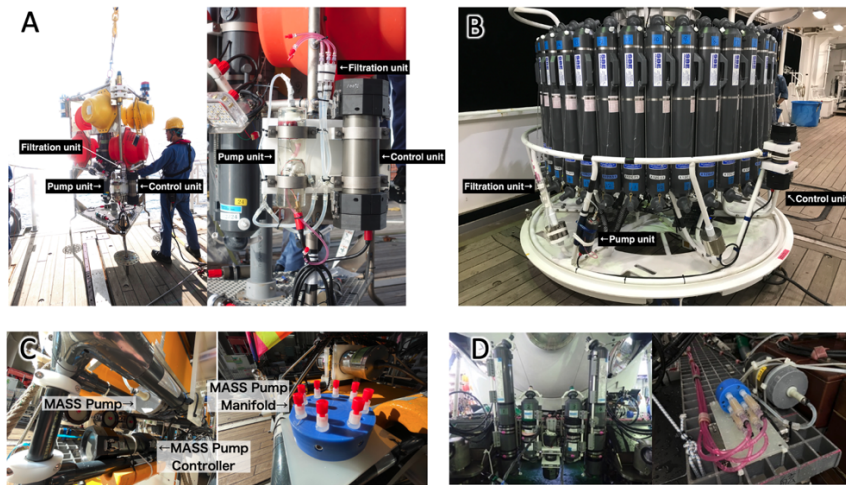 A
←Filtration unit
Filtration unit
Pump unit→
←Control unit
Pump unit→
←Control unit
B
Filtration unit→
←Pump unit
↖Control unit
C
MASS Pump→
←MASS Pump
Controller
MASS Pump
Manifold→
D